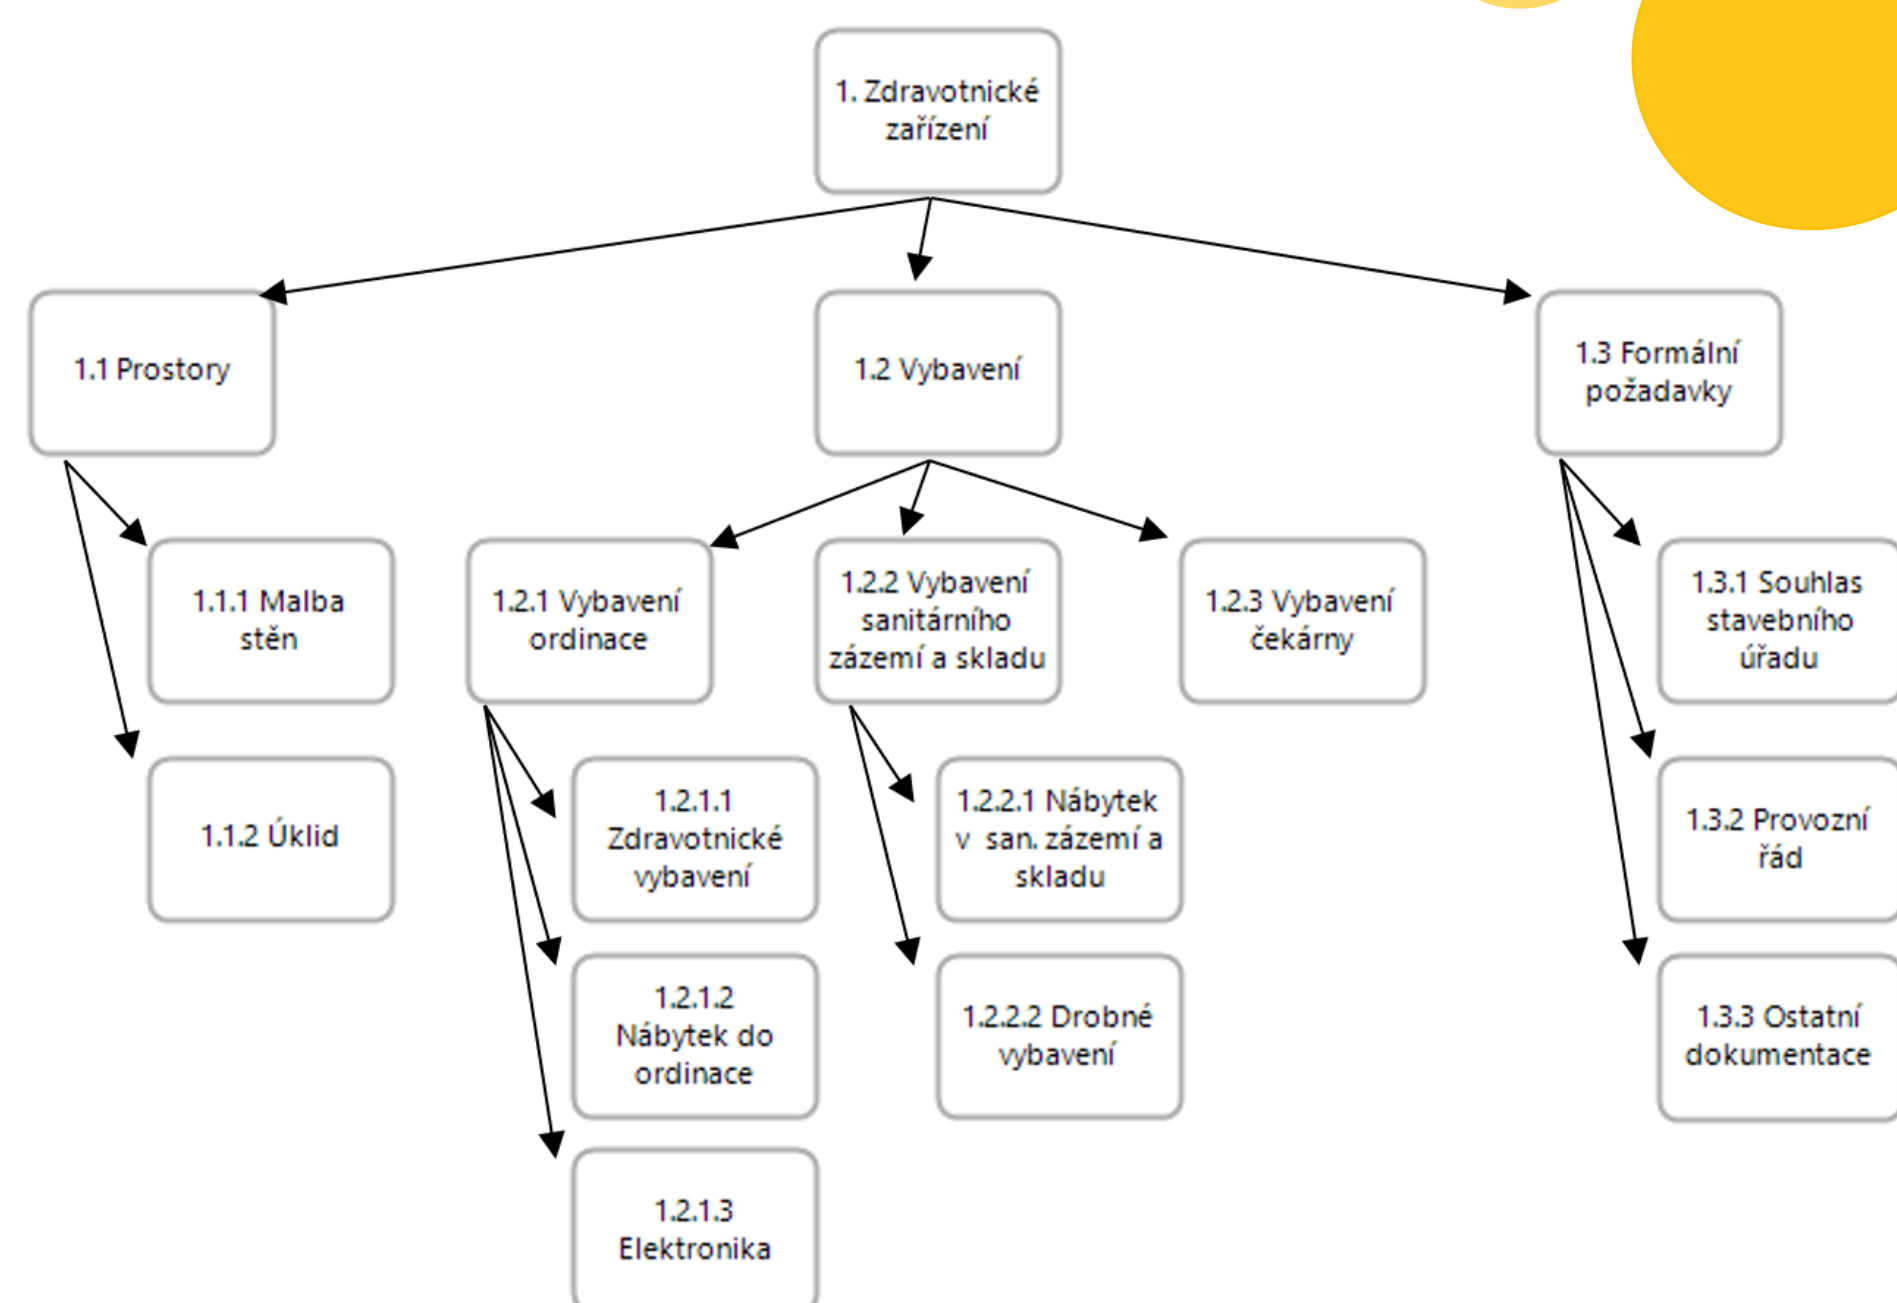 1. Zdravotnické
zařízení
1.1 Prostory
1.2 Vybavení
1.3 Formální
požadavky
1.1.1 Malba
stěn
1.2.1 Vybavení
ordinace
1.2.2 Vybavení
sanitárního
zázemí a skladu
1.2.3 Vybavení
čekárny
1.3.1 Souhlas
stavebního
úřadu
1.1.2 Úklid
1.2.1.1
Zdravotnické
vybavení
1.2.2.1 Nábytek
v san. zázemí a
skladu
1.3.2 Provozní
řád
1.2.1.2
Nábytek do
ordinace
1.2.2.2 Drobné
vybavení
1.3.3 Ostatní
dokumentace
1.2.1.3
Elektronika